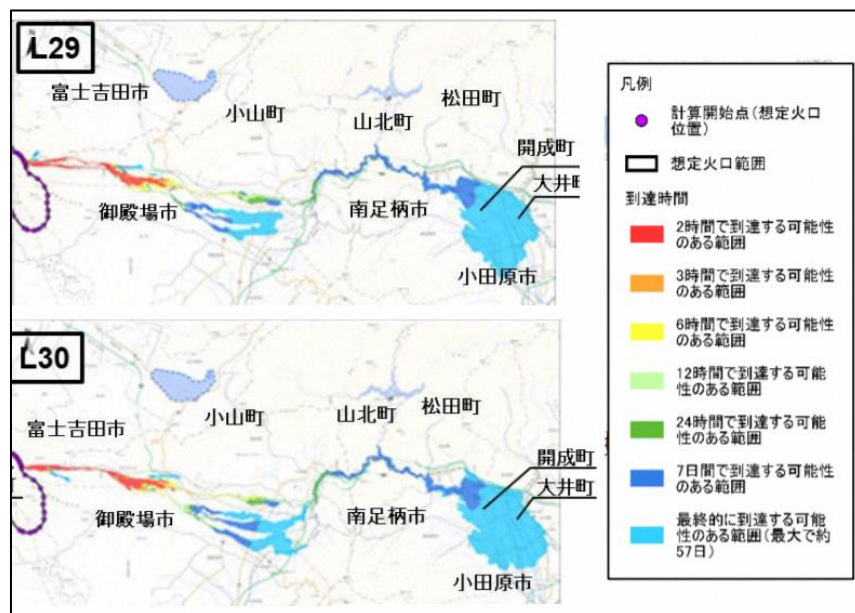 L29
富士吉田市
小山町
松田町
山北町
開成町
大井町
御殿場市
南足柄市
小田原市
L30
小山町
山北町
松田町
富士吉田市
開成町
大井町
御殿場市
南足柄市
小田原市
凡例
計算開始点(想定火口
位置)
想定火口範囲
到達時間
2時間で到達する可能性
のある範囲
3時間で到達する可能性
のある範囲
6時間で到達する可能性
のある範囲
12時間で到達する可能
性のある範囲
24時間で到達する可能
性のある範囲
7日間で到達する可能性
のある範囲
最終的に到達する可能
性のある範囲(最大で約
57日)